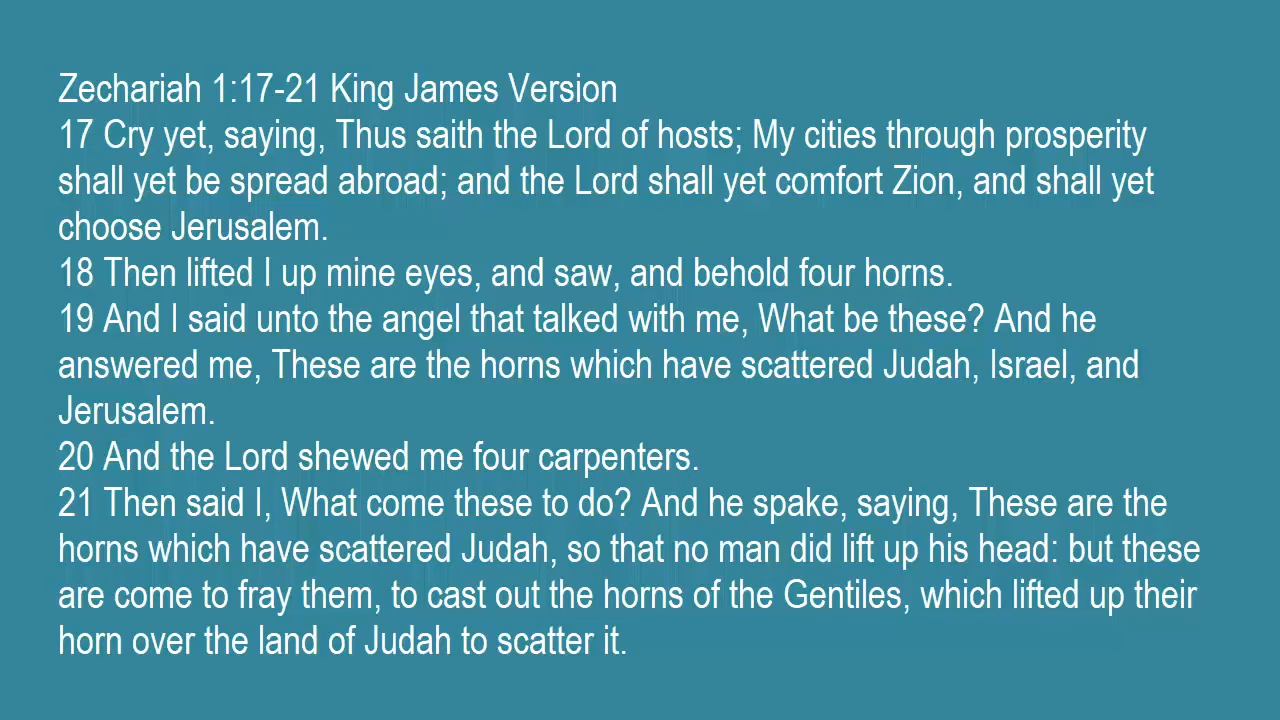 Zechariah 1:17-21 King James Version
17 Cry yet, saying, Thus saith the Lord of hosts; My cities through prosperity
shall yet be spread abroad; and the Lord shall yet comfort Zion, and shall yet
choose Jerusalem.
18 Then lifted I up mine eyes, and saw, and behold four horns.
19 And I said unto the angel that talked with me, What be these? And he
answered me, These are the horns which have scattered Judah, Israel, and
Jerusalem.
20 And the Lord shewed me four carpenters.
21 Then said I, What come these to do? And he spake, saying, These are the
horns which have scattered Judah, so that no man did lift up his head: but these
are come to fray them, to cast out the horns of the Gentiles, which lifted up their
horn over the land of Judah to scatter it.